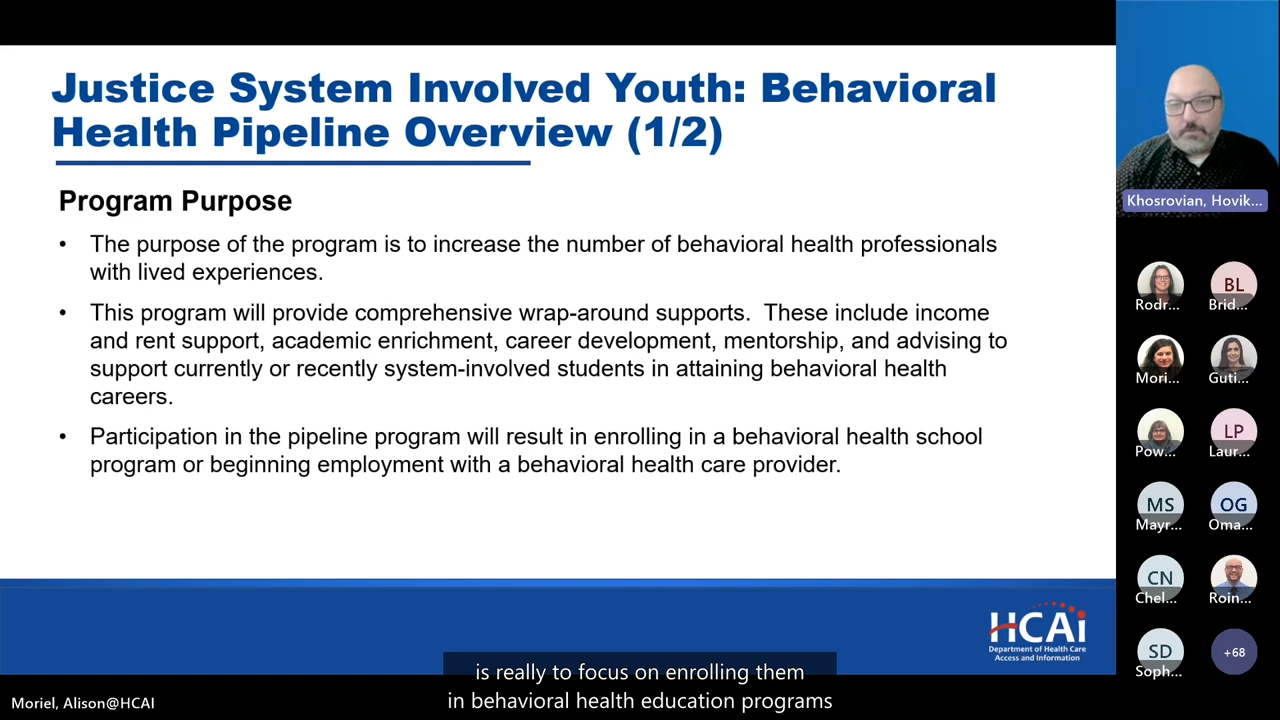 Justice System Involved Youth: Behavioral
Health Pipeline Overview (1/2)
Program Purpose
• The purpose of the program is to increase the number of behavioral health professionals
with lived experiences.
• This program will provide comprehensive wrap-around supports.  These include income
and rent support, academic enrichment, career development, mentorship, and advising to
support currently or recently system-involved students in attaining behavioral health
careers.
• Participation in the pipeline program will result in enrolling in a behavioral health school
program or beginning employment with a behavioral health care provider.
HCAi
Department of Health Care
Access and Information
is really to focus on enrolling them
in behavioral health education programs
Moriel, Alison@HCAI
Khosrovian, Hovik...
Rodr...
BL
Brid...
Mori...
Guti...
Pow...
LP
Laur...
MS
Mayr...
OG
Oma...
CN
Chel...
Roin...
SD
Soph...
+68